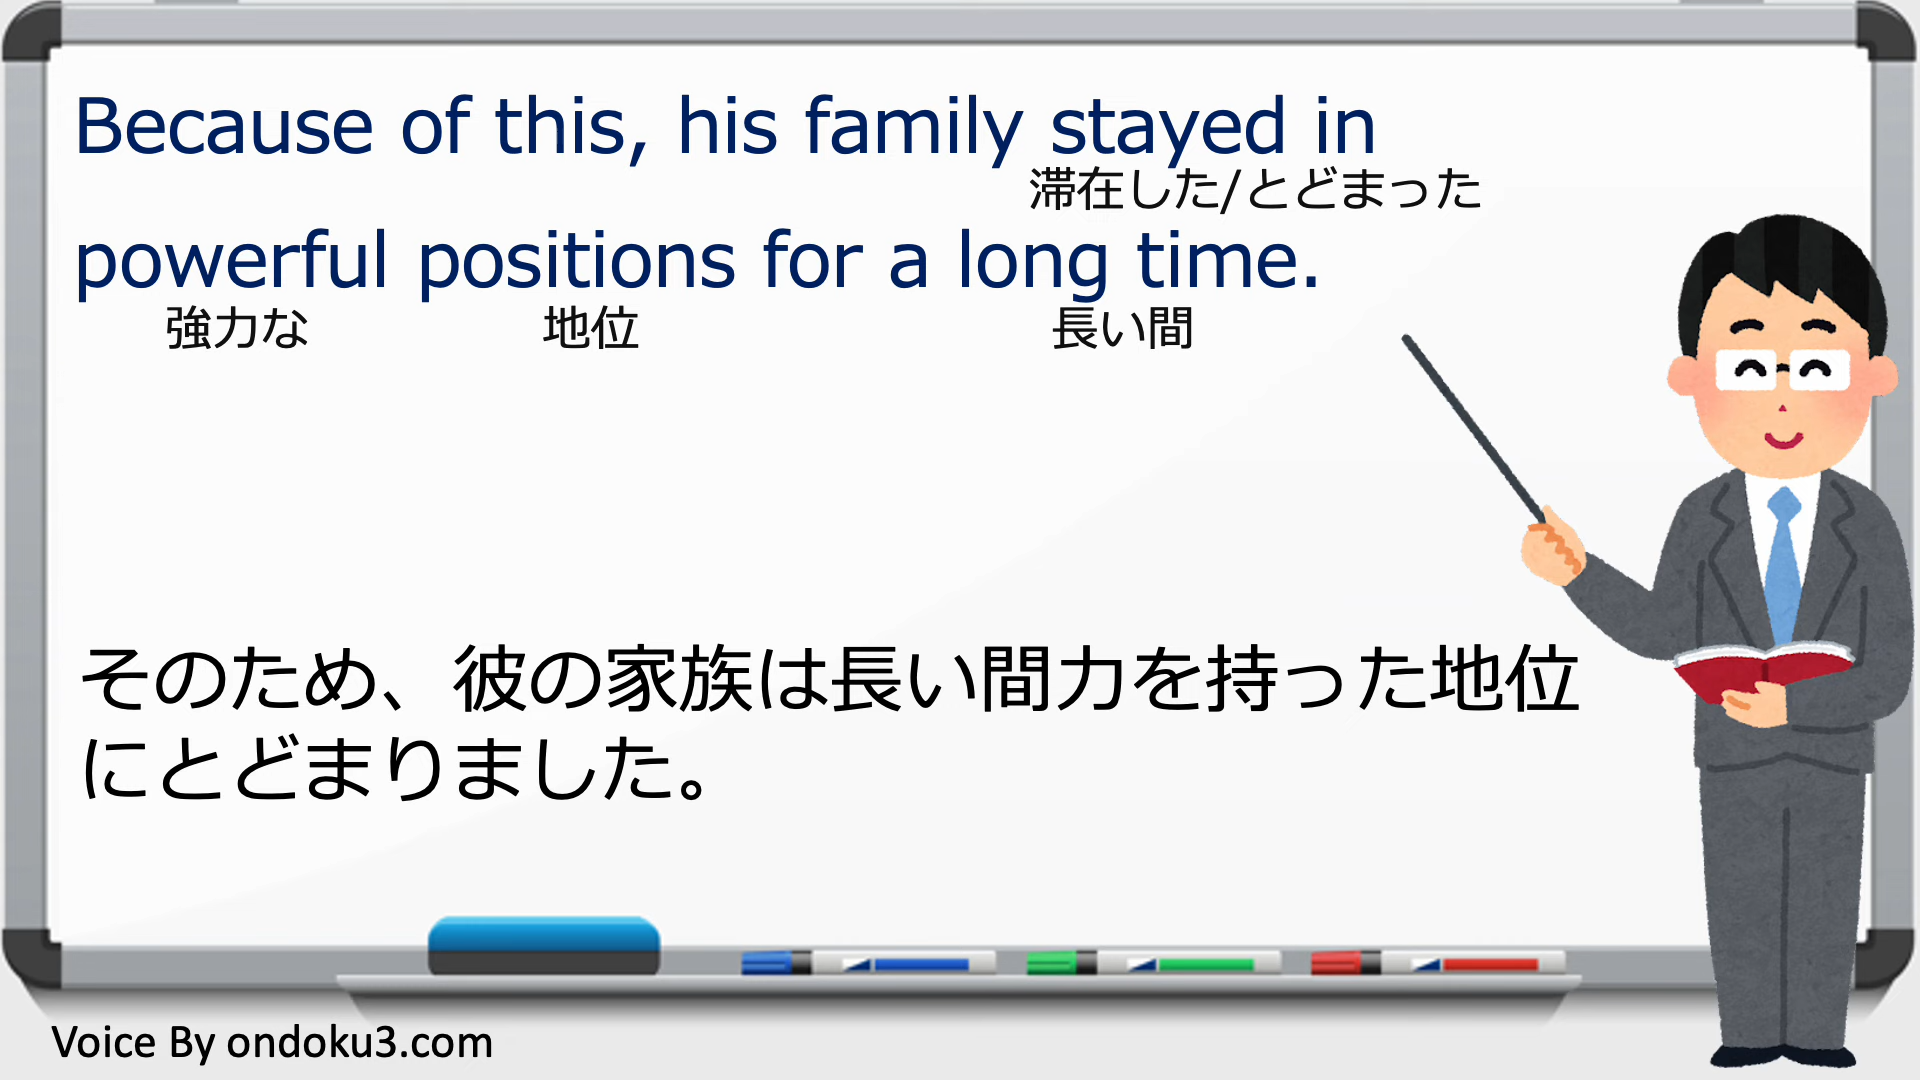 Because of this, his family stayed in
滞在した/とどまった
powerful positions for a long time.
強力な 地位 長い間
そのため、彼の家族は長い間力を持った地位
にとどまりました。
Voice By ondoku3.com